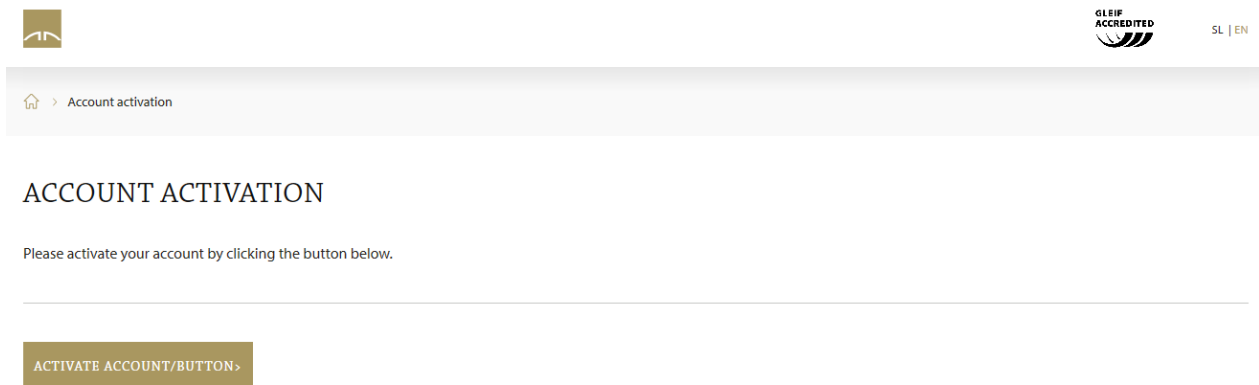 GLEIF
ACCREDITED
SL | EN
Account activation
ACCOUNT ACTIVATION
Please activate your account by clicking the button below.
ACTIVATE ACCOUNT/BUTTON>